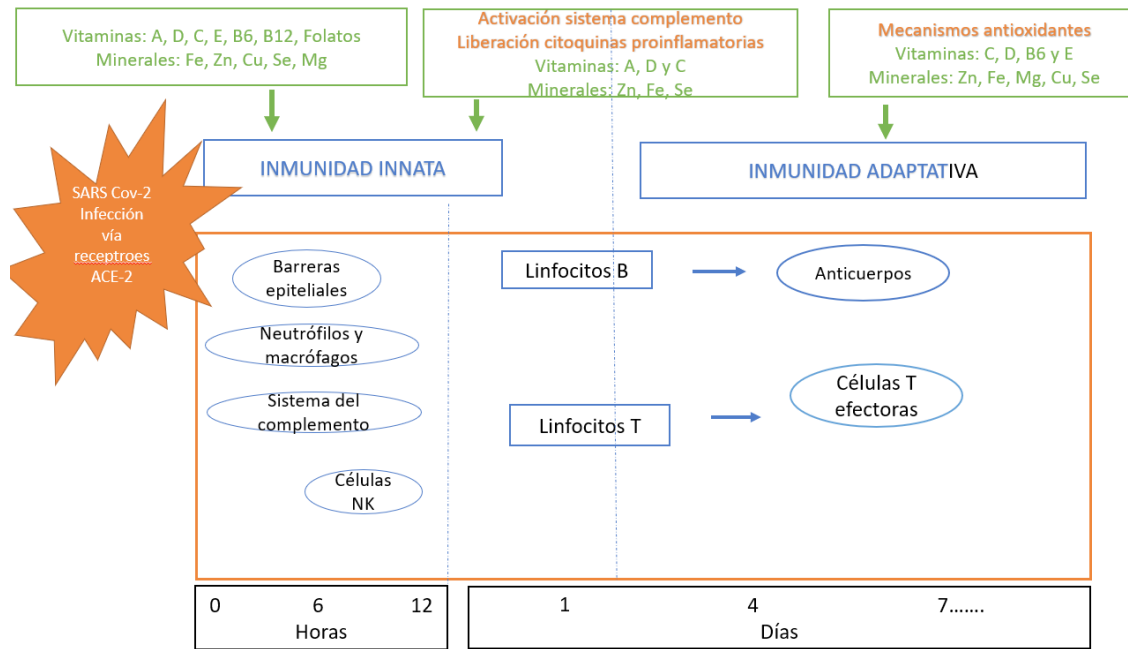 Vitaminas: A, D, C, E, B6, B12, Folatos
Minerales: Fe, Zn, Cu, Se, Mg
Activación sistema complemento
Liberación citoquinas proinflamatorias
Vitaminas: A, D y C
Minerales: Zn, Fe, Se
Mecanismos antioxidantes
Vitaminas: C, D, B6 y E
Minerales: Zn, Fe, Mg, Cu, Se
SARS Cov-2
Infección
vía
receptroes
ACE-2
INMUNIDAD INNATA
INMUNIDAD ADAPTATIVA
Barreras
epiteliales
Neutrófilos y
macrófagos
Sistema del
complemento
Células
NK
Linfocitos B
Anticuerpos
Linfocitos T
Células T
efectoras
0 6 12
Horas
1 4 7.......
Días